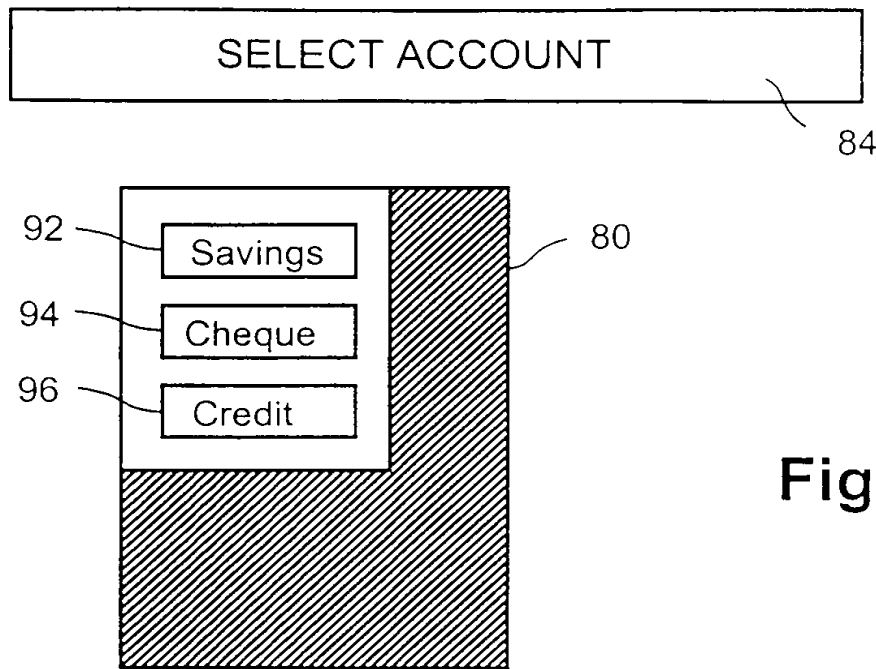 SELECT ACCOUNT
84
92
Savings
80
94
Cheque
96
Credit
Fig